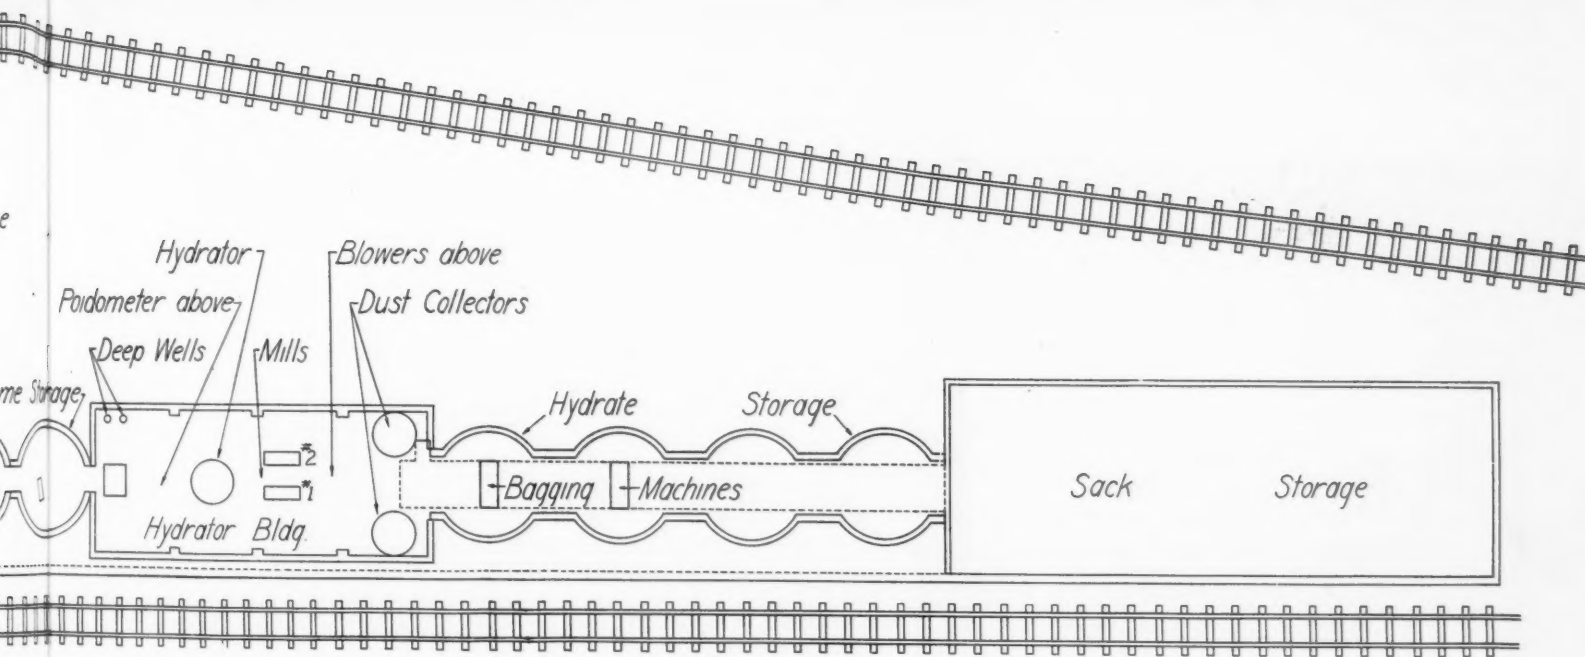 Hydrator
Blowers above
Poidometer above
Dust Collectors
Deep Wells
Mills
Storage
Hydrate Storage
#2
#1
Bagging Machines
Sack Storage
Hydrator Bldg.